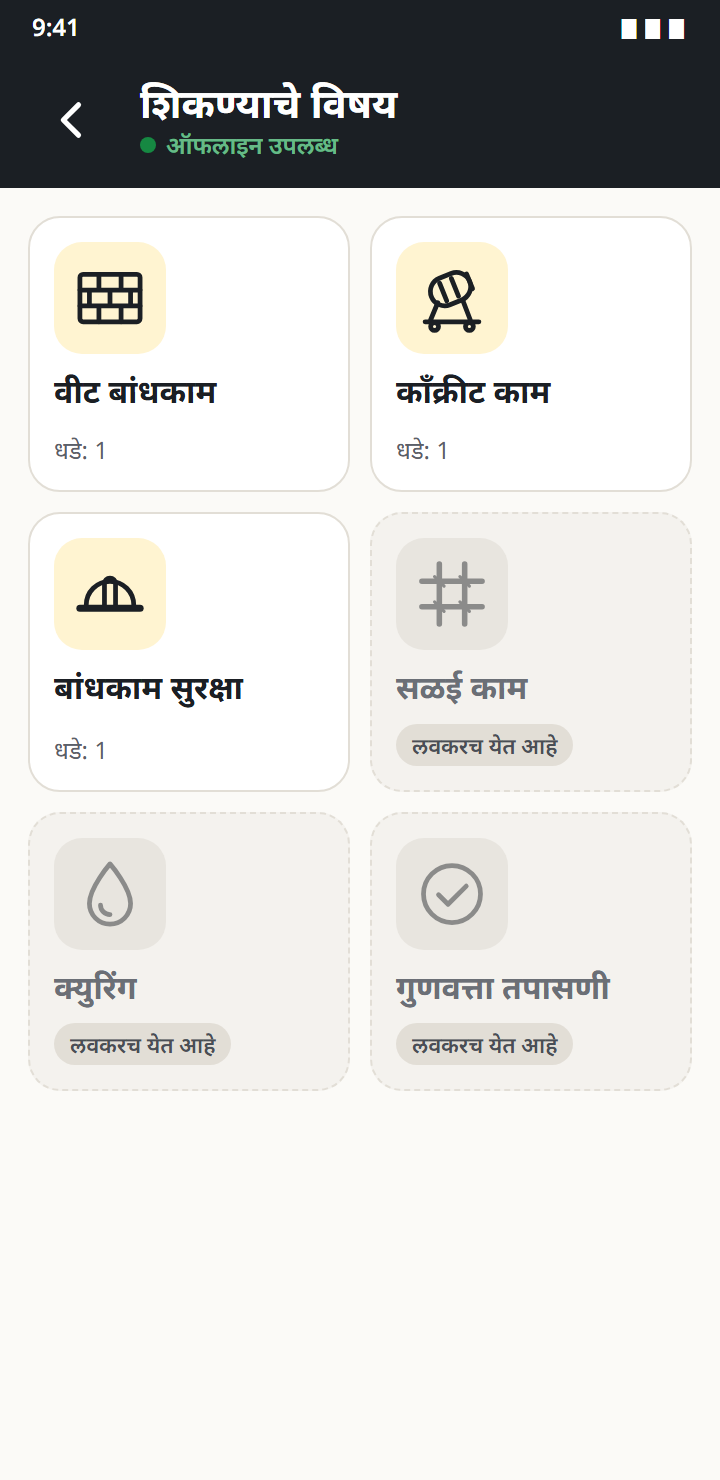 9:41
शिकण्याचे विषय
ऑफलाइन उपलब्ध
वीट बांधकाम
धडे: 1
काँक्रीट काम
धडे: 1
बांधकाम सुरक्षा
धडे: 1
सळई काम
लवकरच येत आहे
क्युरिंग
लवकरच येत आहे
गुणवत्ता तपासणी
लवकरच येत आहे